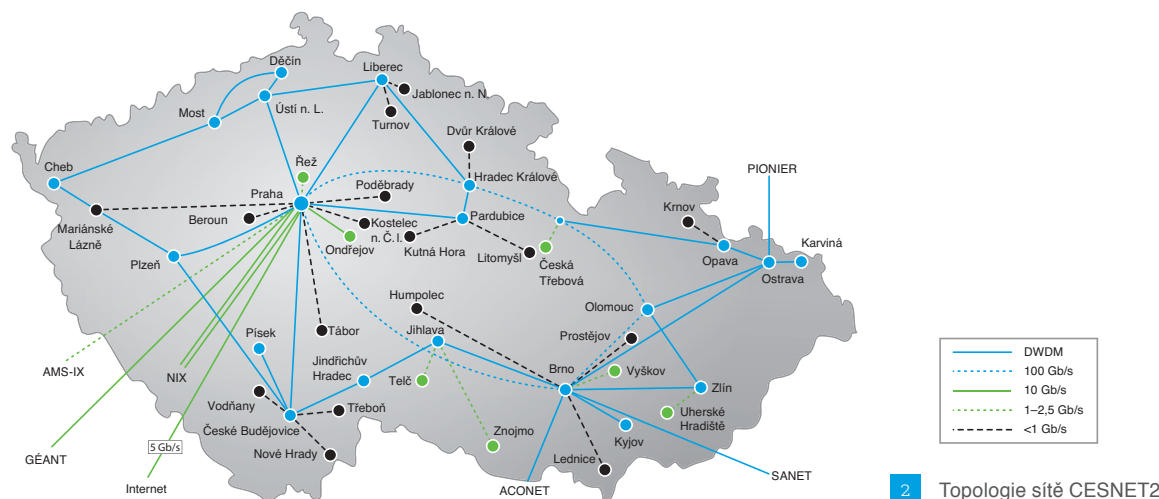 Děčín
Liberec
Jablonec n. N.
Ústí n. L.
Most
Turnov
Dvůr Králové
Cheb
Řež
Hradec Králové
PIONIER
Praha
Poděbrady
Krnov
Mariánské
Lázně
Beroun
Kostelec
n. Č. l.
Pardubice
Karviná
Plzeň
Ondřejov
Kutná Hora
Litomyšl
Česká
Třebová
Opava
Ostrava
Humpolec
Olomouc
Písek
Tábor
Jihlava
Prostějov
AMS-IX
NIX
Jindřichův
Hradec
Telč
Brno
Vyškov
Zlín
Vodňany
Třeboň
Uherské
Hradiště
České Budějovice
Znojmo
Kyjov
GÉANT
5 Gb/s
Nové Hrady
Lednice
SANET
Internet
ACONET
DWDM
100 Gb/s
10 Gb/s
1–2,5 Gb/s
<1 Gb/s
2 Topologie sítě CESNET2